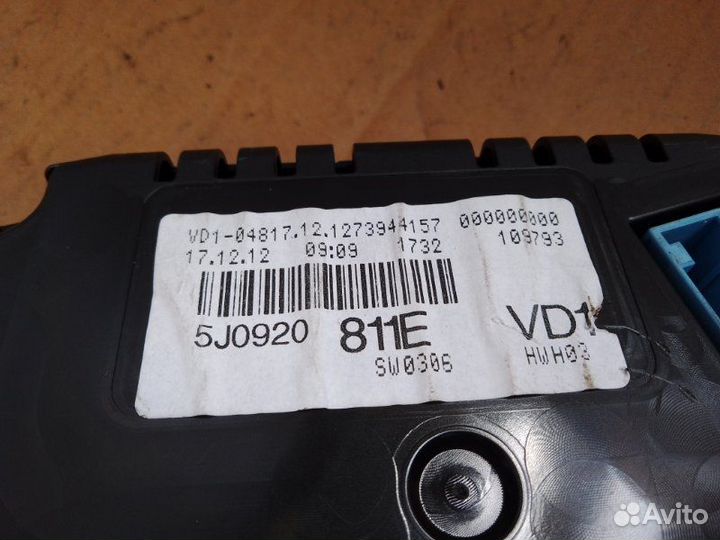 VD1-04817.12.1273944157 000000000
17.12.12 09:09 1732 109793
5J0920 811E VD1
SW0306 HWH03
Avito